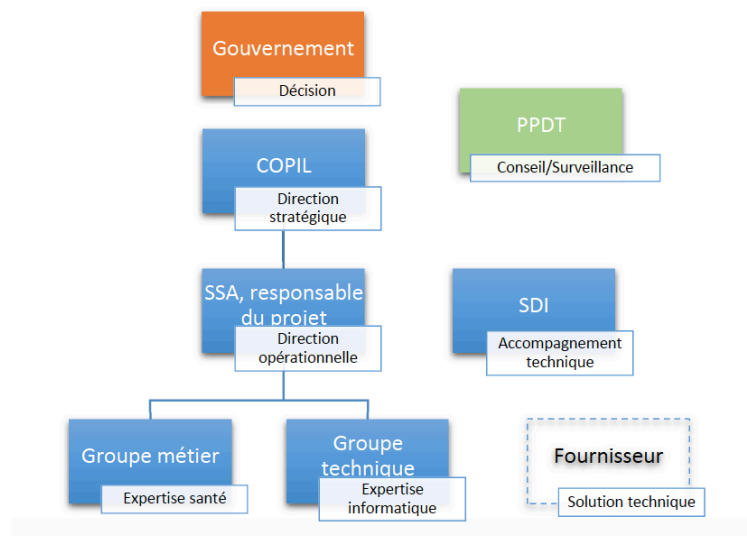 Gouvernement
Décision
PPDT
Conseil/Surveillance
COPIL
Direction
stratégique
SSA, responsable
du projet
Direction
opérationnelle
SDI
Accompagnement
technique
Groupe métier
Expertise santé
Groupe
technique
Expertise
informatique
Fournisseur
Solution technique